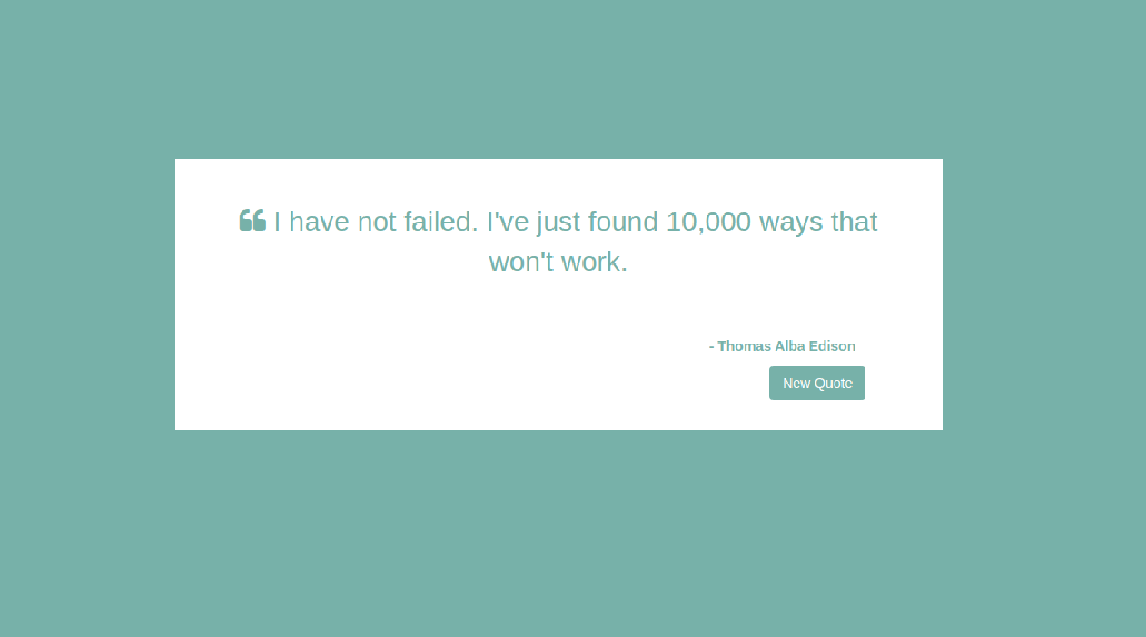 ❝ I have not failed. I've just found 10,000 ways that
won't work.
- Thomas Alba Edison
New Quote